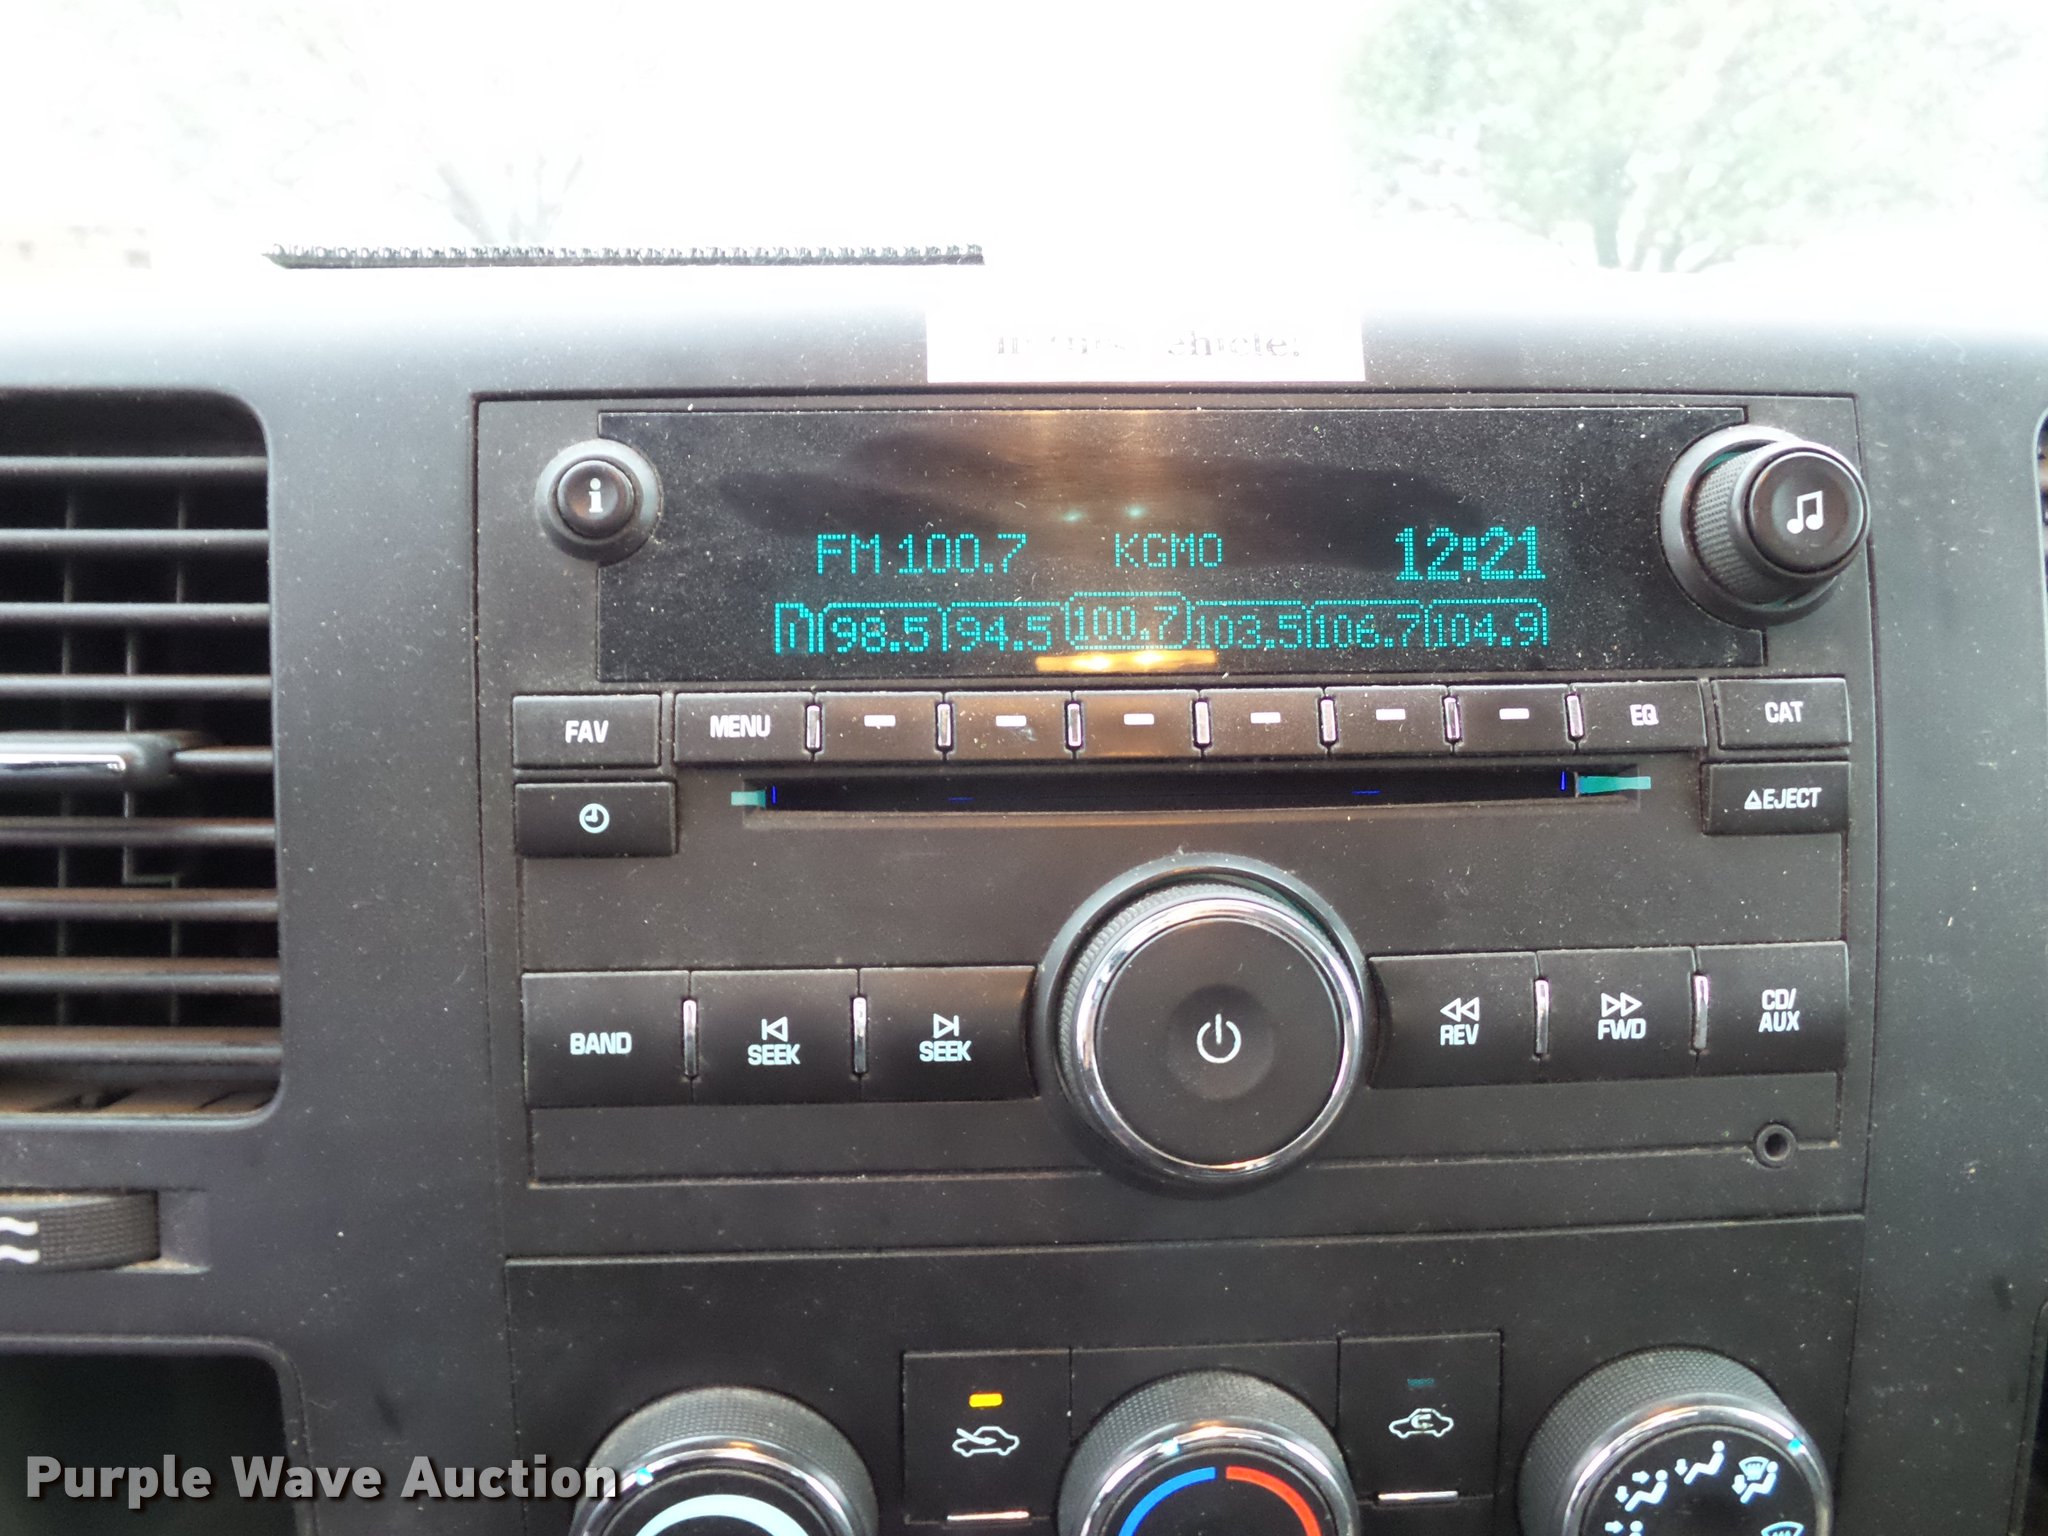 i
FM 100.7 KGMO 12:21
98.5 94.5 100.7 103.5 106.7 104.9
FAV MENU EQ CAT
EJECT
BAND SEEK SEEK REV FWD CD/
AUX
Purple Wave Auction